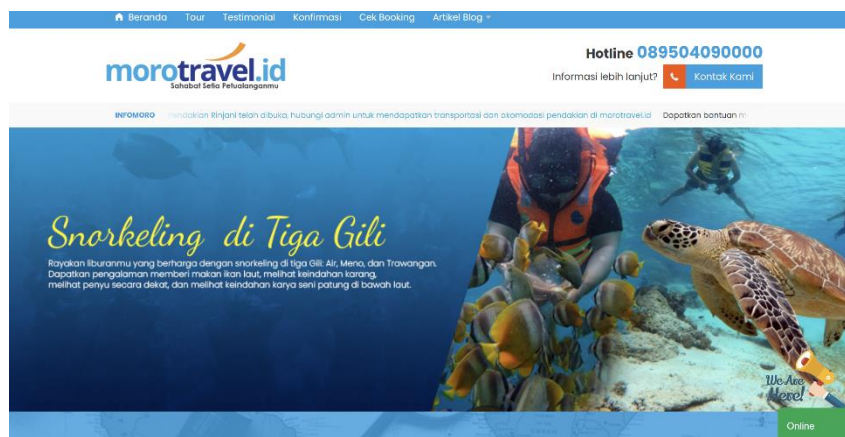 Beranda Tour Testimonial Konfirmasi Cek Booking Artikel Blog
morotravel.id
Sahabat Setia Petualanganmu
Hotline 089504090000
Informasi lebih lanjut? Kontak Kami
INFOMORO endakian Rinjani telah dibuka, hubungi admin untuk mendapatkan transportasi dan akomodasi pendakian di morotravel.id Dapatkan bantuan m
Snorkeling di Tiga Gili
Rayakan liburanmu yang berharga dengan snorkeling di tiga Gili: Air, Meno, dan Trawangan.
Dapatkan pengalaman memberi makan ikan laut, melihat keindahan karang,
melihat penyu secara dekat, dan melihat keindahan karya seni patung di bawah laut.
We Are
Here!
Online